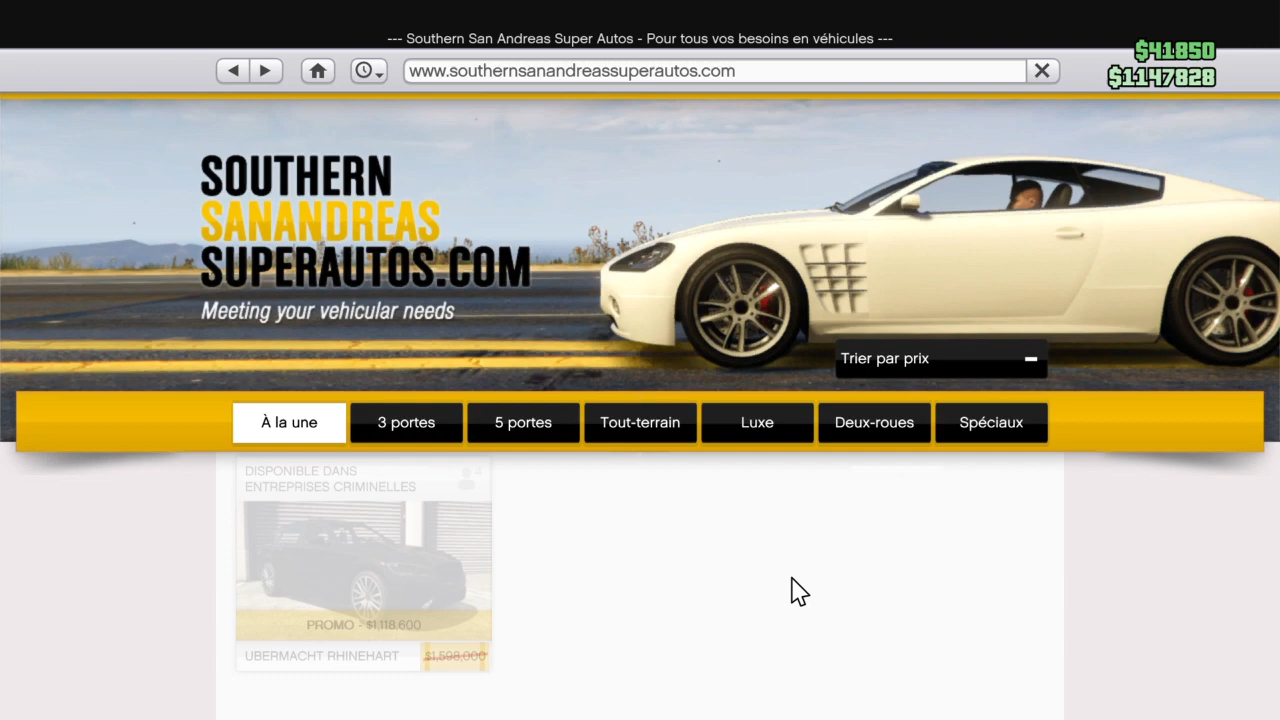 --- Southern San Andreas Super Autos - Pour tous vos besoins en véhicules ---
$41850
www.southernsanandreassuperautos.com
$1147828
SOUTHERN
SANANDREAS
SUPERAUTOS.COM
Meeting your vehicular needs
Trier par prix
À la une
3 portes
5 portes
Tout-terrain
Luxe
Deux-roues
Spéciaux
DISPONIBLE DANS
ENTREPRISES CRIMINELLES
4
PROMO - $1,118,600
UBERMACHT RHINEHART
$1,598,000